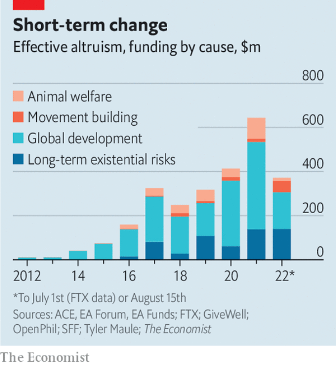 Short-term change
Effective altruism, funding by cause, $m
800
Animal welfare
Movement building
600
Global development
Long-term existential risks
400
200
0
2012 14 16 18 20 22*
*To July 1st (FTX data) or August 15th
Sources: ACE, EA Forum, EA Funds; FTX; GiveWell;
OpenPhil; SFF; Tyler Maule; The Economist
The Economist